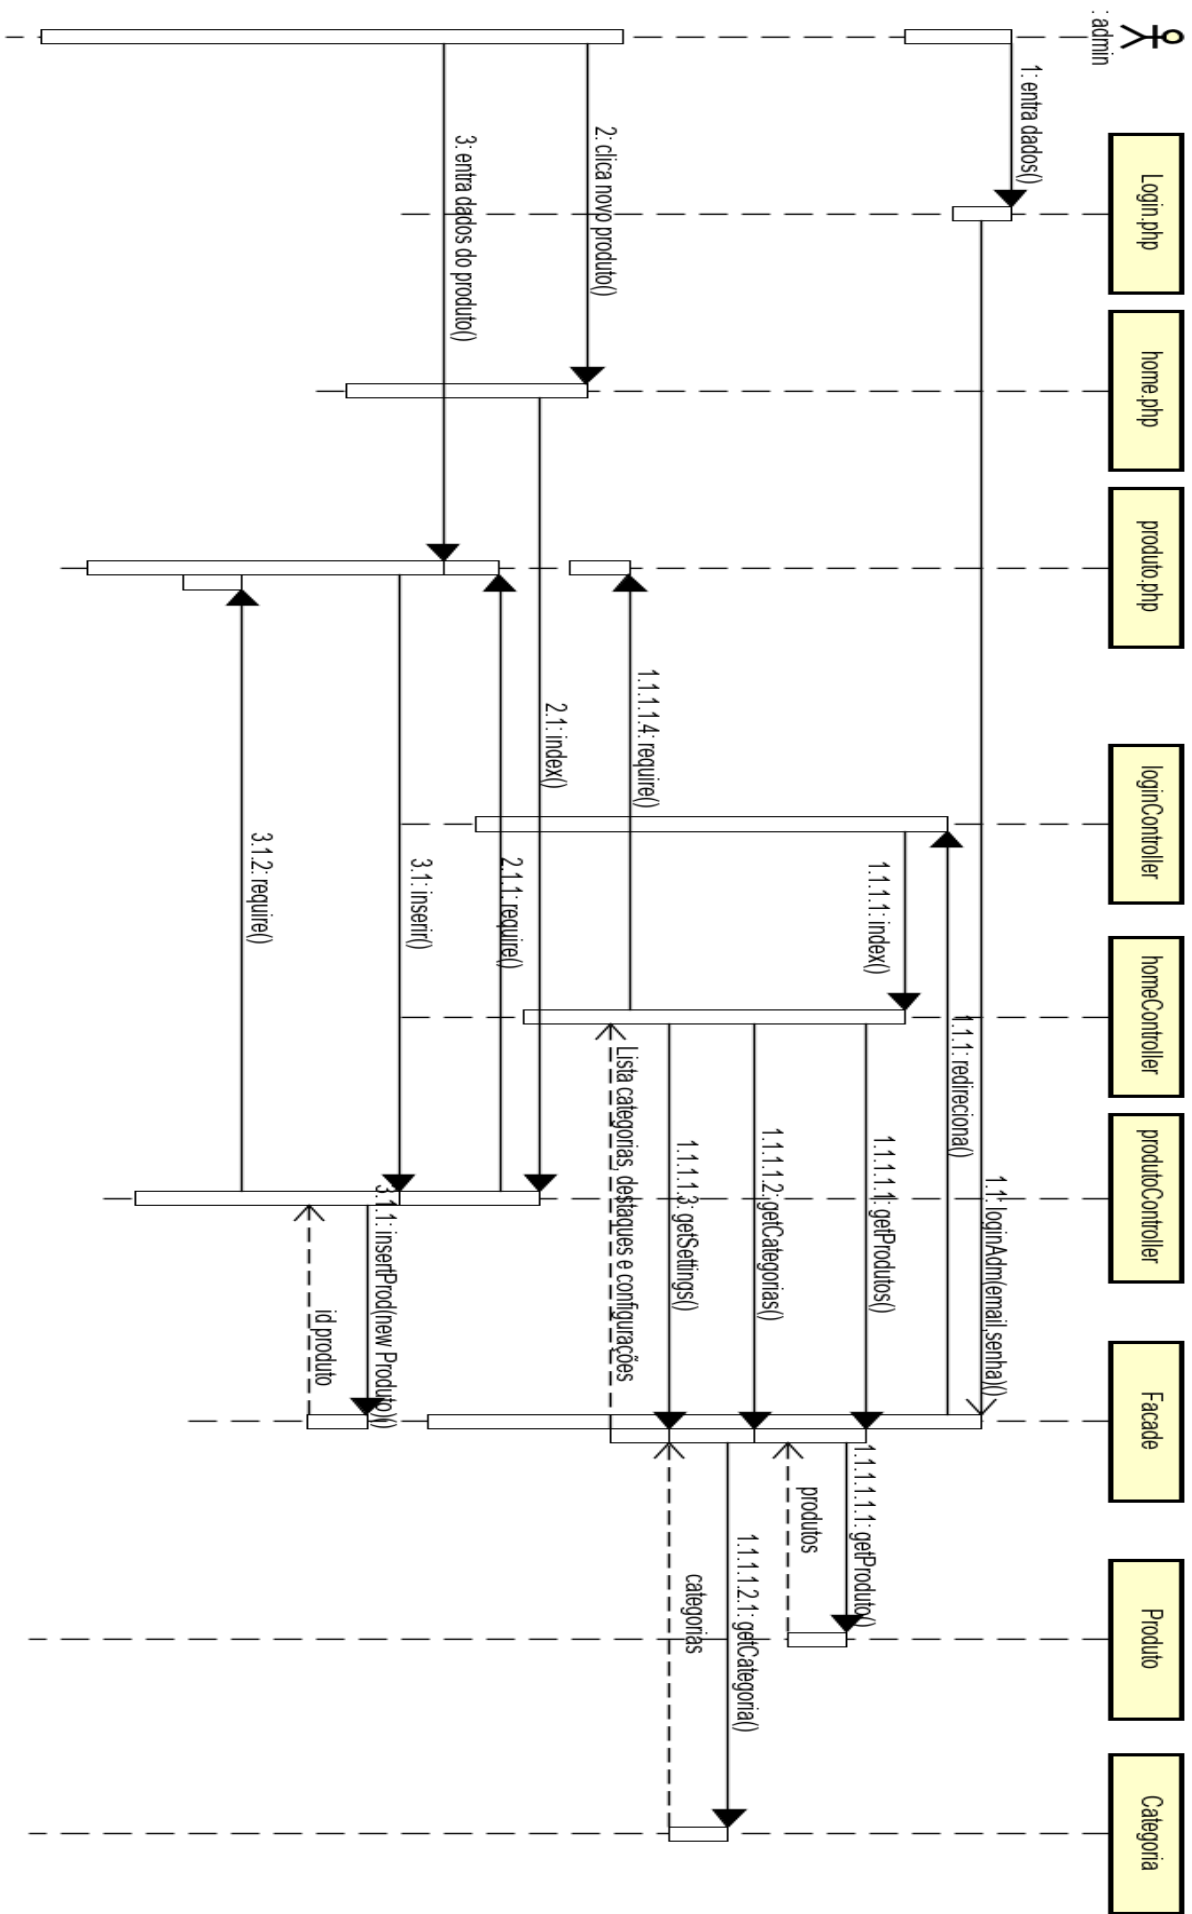 : admin
Login.php
home.php
produto.php
loginController
homeController
produtoController
Facade
Produto
Categoria
1: entra dados()
1.1: loginAdm(email,senha)()
1.1.1: redireciona()
1.1.1.1: index()
1.1.1.1.1: getProdutos()
1.1.1.1.1.1: getProduto()
produtos
1.1.1.1.2: getCategorias()
1.1.1.1.2.1: getCategoria()
categorias
1.1.1.1.3: getSettings()
1.1.1.1.4: require()
Lista categorias, destaques e configurações
2: clica novo produto()
2.1: index()
2.1.1: require()
3: entra dados do produto()
3.1: inserir()
3.1.1: insertProd(new Produto)()
id produto
3.1.2: require()